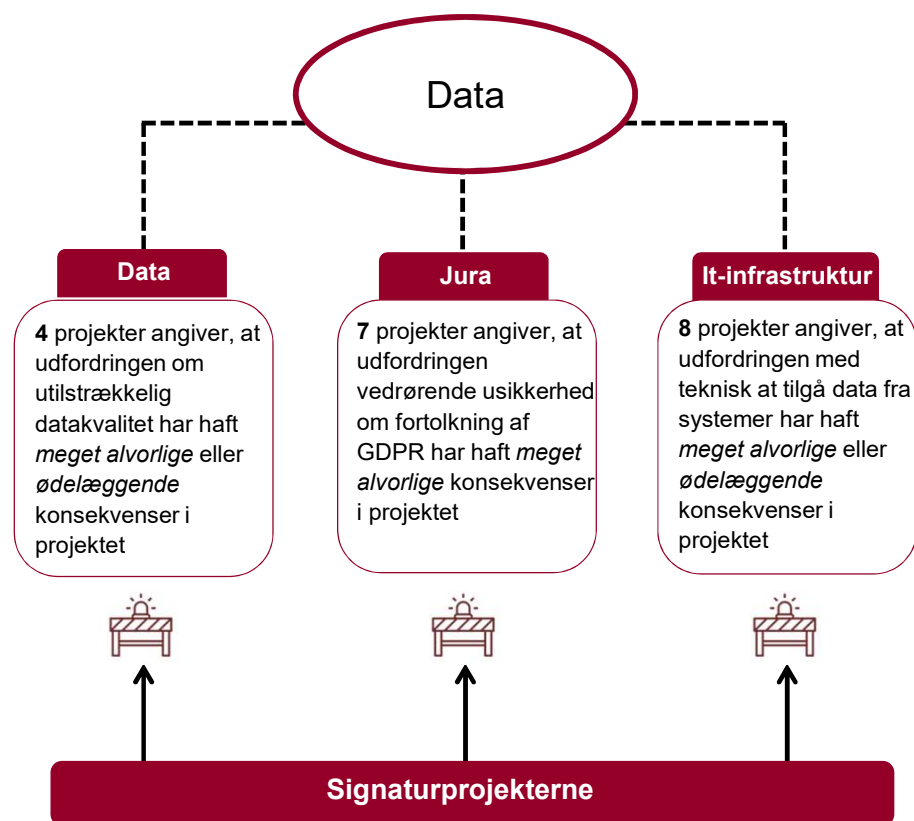 Data
Data
4 projekter angiver, at
udfordringen om
utilstrækkelig
datakvalitet har haft
meget alvorlige eller
ødelæggende
konsekvenser i
projektet
Jura
7 projekter angiver, at
udfordringen
vedrørende usikkerhed
om fortolkning af
GDPR har haft meget
alvorlige konsekvenser
i projektet
It-infrastruktur
8 projekter angiver, at
udfordringen med
teknisk at tilgå data fra
systemer har haft
meget alvorlige eller
ødelæggende
konsekvenser i
projektet
Signaturprojekterne